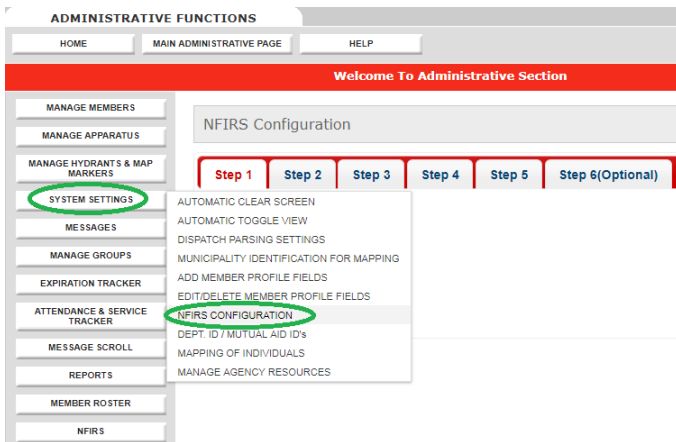 ADMINISTRATIVE FUNCTIONS
HOME
MAIN ADMINISTRATIVE PAGE
HELP
Welcome To Administrative Section
MANAGE MEMBERS
MANAGE APPARATUS
MANAGE HYDRANTS & MAP
MARKERS
SYSTEM SETTINGS
MESSAGES
MANAGE GROUPS
EXPIRATION TRACKER
ATTENDANCE & SERVICE
TRACKER
MESSAGE SCROLL
REPORTS
MEMBER ROSTER
NFIRS
NFIRS Configuration
Step 1
Step 2
Step 3
Step 4
Step 5
Step 6(Optional)
AUTOMATIC CLEAR SCREEN
AUTOMATIC TOGGLE VIEW
DISPATCH PARSING SETTINGS
MUNICIPALITY IDENTIFICATION FOR MAPPING
ADD MEMBER PROFILE FIELDS
EDIT/DELETE MEMBER PROFILE FIELDS
NFIRS CONFIGURATION
DEPT. ID / MUTUAL AID ID's
MAPPING OF INDIVIDUALS
MANAGE AGENCY RESOURCES